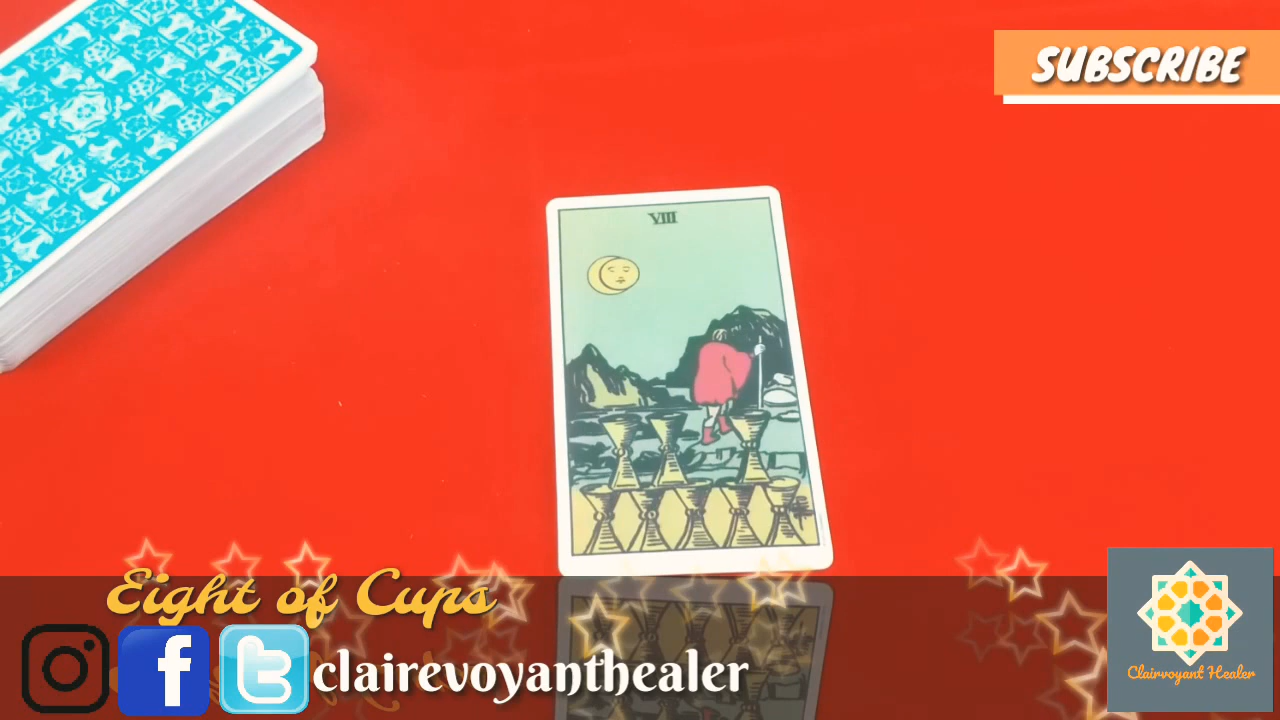 SUBSCRIBE
VIII
Eight of Cups
clairevoyanthealer
Clairvoyant Healer